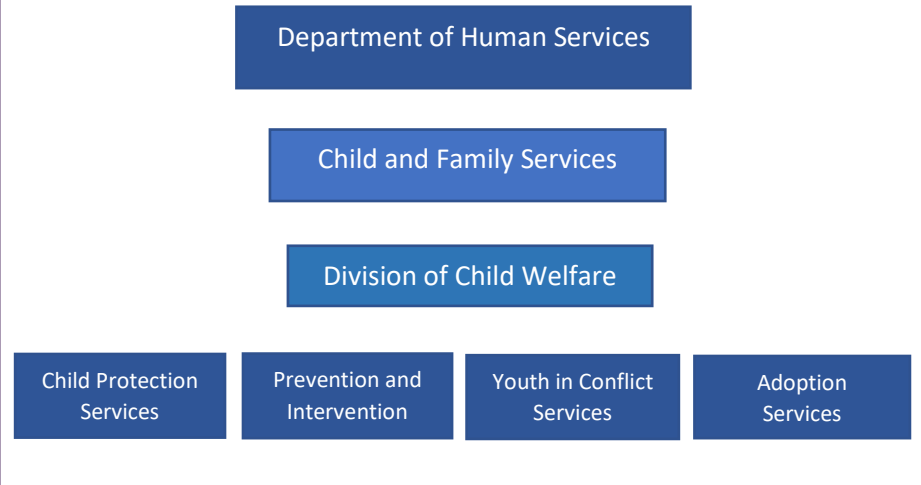 Department of Human Services
Child and Family Services
Division of Child Welfare
Child Protection
Services
Prevention and
Intervention
Youth in Conflict
Services
Adoption
Services